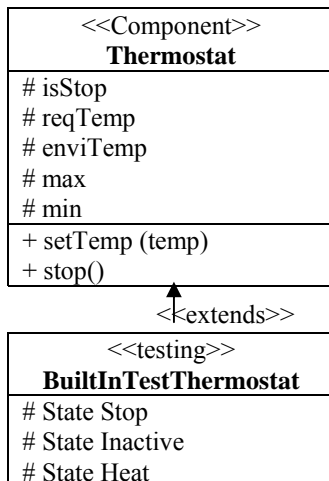 <<Component>>
Thermostat
# isStop
# reqTemp
# enviTemp
# max
# min
+ setTemp (temp)
+ stop()
<<extends>>
<<testing>>
BuiltInTestThermostat
# State Stop
# State Inactive
# State Heat